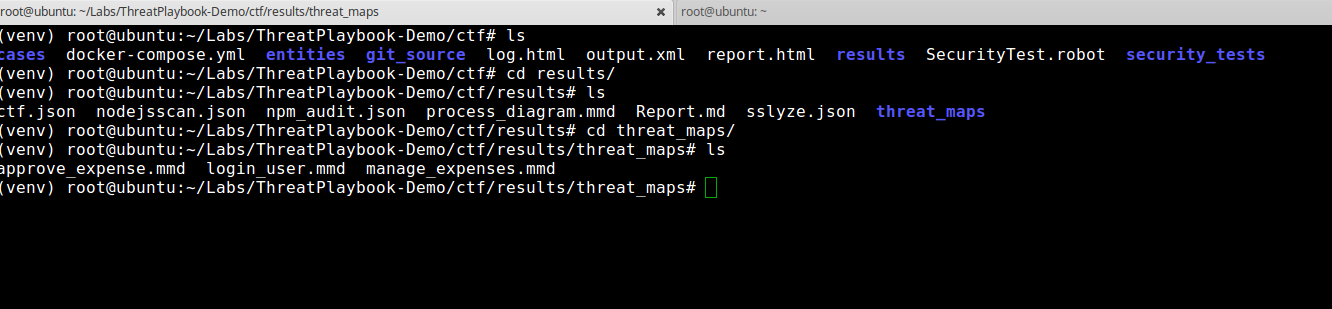 root@ubuntu: ~/Labs/ThreatPlaybook-Demo/ctf/results/threat_maps ✖ root@ubuntu: ~
(venv) root@ubuntu:~/Labs/ThreatPlaybook-Demo/ctf# ls
cases docker-compose.yml entities git_source log.html output.xml report.html results SecurityTest.robot security_tests
(venv) root@ubuntu:~/Labs/ThreatPlaybook-Demo/ctf# cd results/
(venv) root@ubuntu:~/Labs/ThreatPlaybook-Demo/ctf/results# ls
ctf.json nodejsscan.json npm_audit.json process_diagram.mmd Report.md sslyze.json threat_maps
(venv) root@ubuntu:~/Labs/ThreatPlaybook-Demo/ctf/results# cd threat_maps/
(venv) root@ubuntu:~/Labs/ThreatPlaybook-Demo/ctf/results/threat_maps# ls
approve_expense.mmd login_user.mmd manage_expenses.mmd
(venv) root@ubuntu:~/Labs/ThreatPlaybook-Demo/ctf/results/threat_maps#